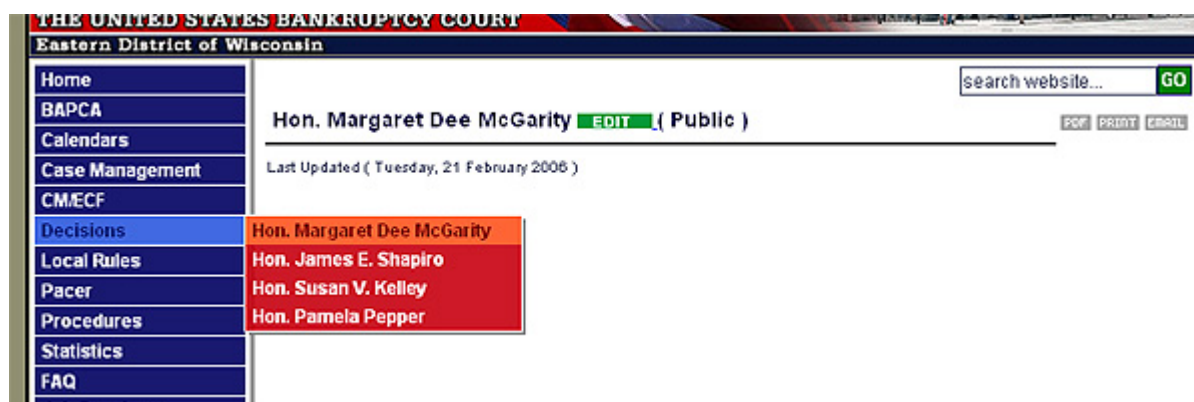 THE UNITED STATES BANKRUPTCY COURT
Eastern District of Wisconsin
Home
BAPCA
Calendars
Case Management
CM/ECF
Decisions
Local Rules
Pacer
Procedures
Statistics
FAQ
search website... GO
Hon. Margaret Dee McGarity EDIT ( Public )
PDF PRINT EMAIL
Last Updated ( Tuesday, 21 February 2006 )
Hon. Margaret Dee McGarity
Hon. James E. Shapiro
Hon. Susan V. Kelley
Hon. Pamela Pepper